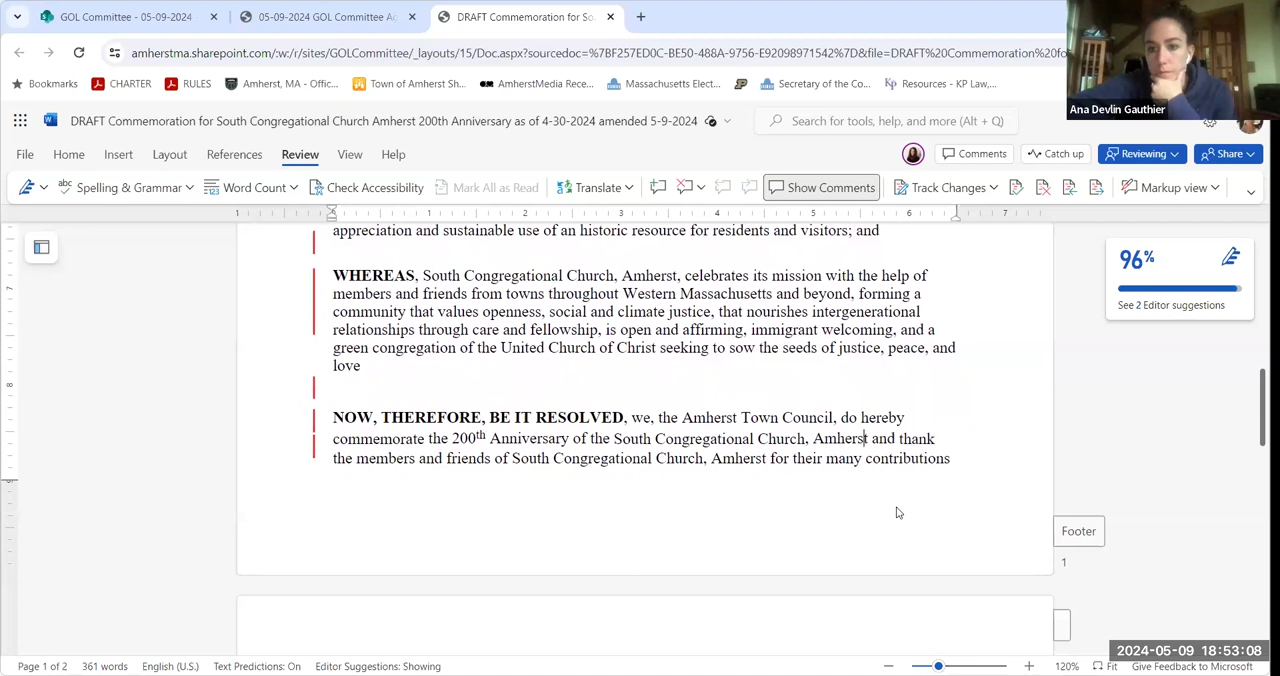 GOL Committee - 05-09-2024
05-09-2024 GOL Committee Ag
DRAFT Commemoration for So
amherstma.sharepoint.com/:w:/r/sites/GOLCommittee/_layouts/15/Doc.aspx?sourcedoc=%7BF257ED0C-BE50-488A-9756-E92098971542%7D&file=DRAFT%20Commemoration%20fo
Bookmarks
CHARTER
RULES
Amherst, MA - Offic...
Town of Amherst Sh...
AmherstMedia Rece...
Massachusetts Elect...
Secretary of the Co...
Resources - KP Law,...
Ana Devlin Gauthier
DRAFT Commemoration for South Congregational Church Amherst 200th Anniversary as of 4-30-2024 amended 5-9-2024
Search for tools, help, and more (Alt + Q)
File Home Insert Layout References Review View Help
Comments Catch up Reviewing Share
abc Spelling & Grammar Word Count Check Accessibility Mark All as Read Translate Show Comments Track Changes Markup view
1 1 2 3 4 5 6 7
appreciation and sustainable use of an historic resource for residents and visitors; and
WHEREAS, South Congregational Church, Amherst, celebrates its mission with the help of
members and friends from towns throughout Western Massachusetts and beyond, forming a
community that values openness, social and climate justice, that nourishes intergenerational
relationships through care and fellowship, is open and affirming, immigrant welcoming, and a
green congregation of the United Church of Christ seeking to sow the seeds of justice, peace, and
love
NOW, THEREFORE, BE IT RESOLVED, we, the Amherst Town Council, do hereby
commemorate the 200th Anniversary of the South Congregational Church, Amherst and thank
the members and friends of South Congregational Church, Amherst for their many contributions
96%
See 2 Editor suggestions
Footer
1
2024-05-09 18:53:08
Page 1 of 2 361 words English (U.S.) Text Predictions: On Editor Suggestions: Showing
120% Fit Give Feedback to Microsoft